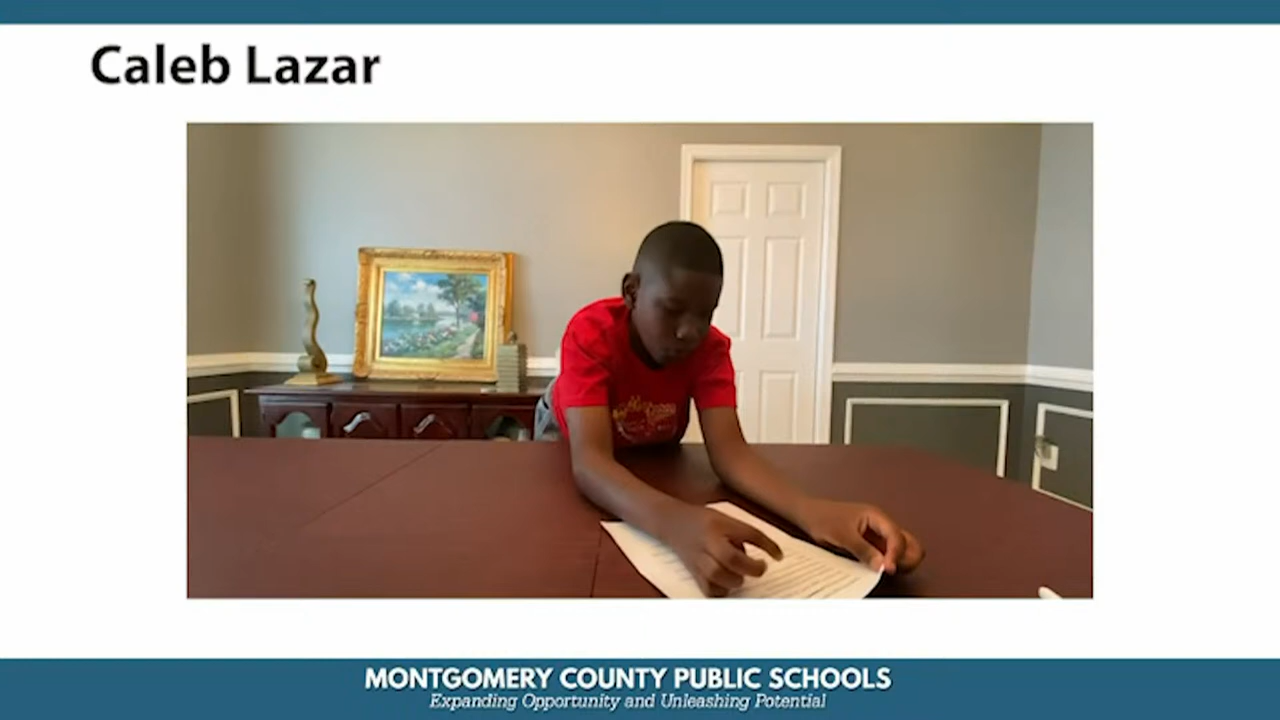 Caleb Lazar
MONTGOMERY COUNTY PUBLIC SCHOOLS
Expanding Opportunity and Unleashing Potential